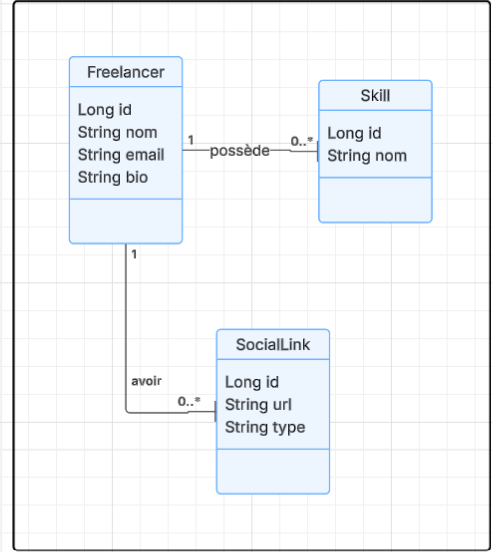 Freelancer
Long id
String nom
String email
String bio
1
possède
0..*
Skill
Long id
String nom
1
avoir
0..*
SocialLink
Long id
String url
String type